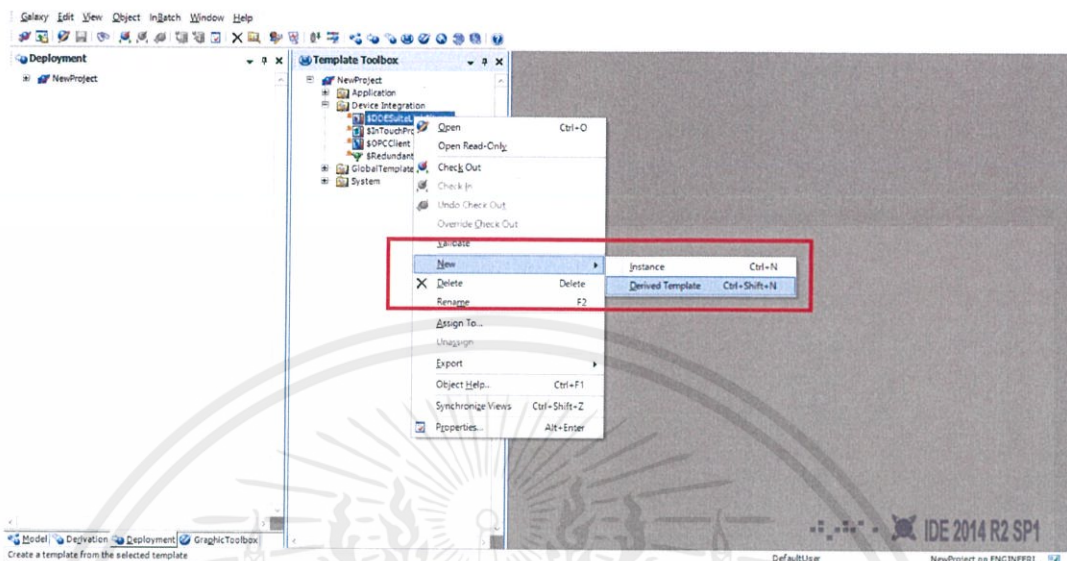 Galaxy Edit View Object InBatch Window Help
Deployment
NewProject
Template Toolbox
NewProject
Application
Device Integration
$DDESuiteL
$InTouchPro
$OPCClient
$Redundant
GlobalTemplate
System
Open Ctrl+O
Open Read-Only
Check Out
Check In
Undo Check Out
Override Check Out
Validate
New
Delete Delete
Rename F2
Assign To...
Unassign
Export
Object Help.. Ctrl+F1
Synchronize Views Ctrl+Shift+Z
Properties... Alt+Enter
Instance Ctrl+N
Derived Template Ctrl+Shift+N
IDE 2014 R2 SP1
Model Derivation Deployment GraphicToolbox
Create a template from the selected template
DefaultUser
NewProject on ENGINEER1